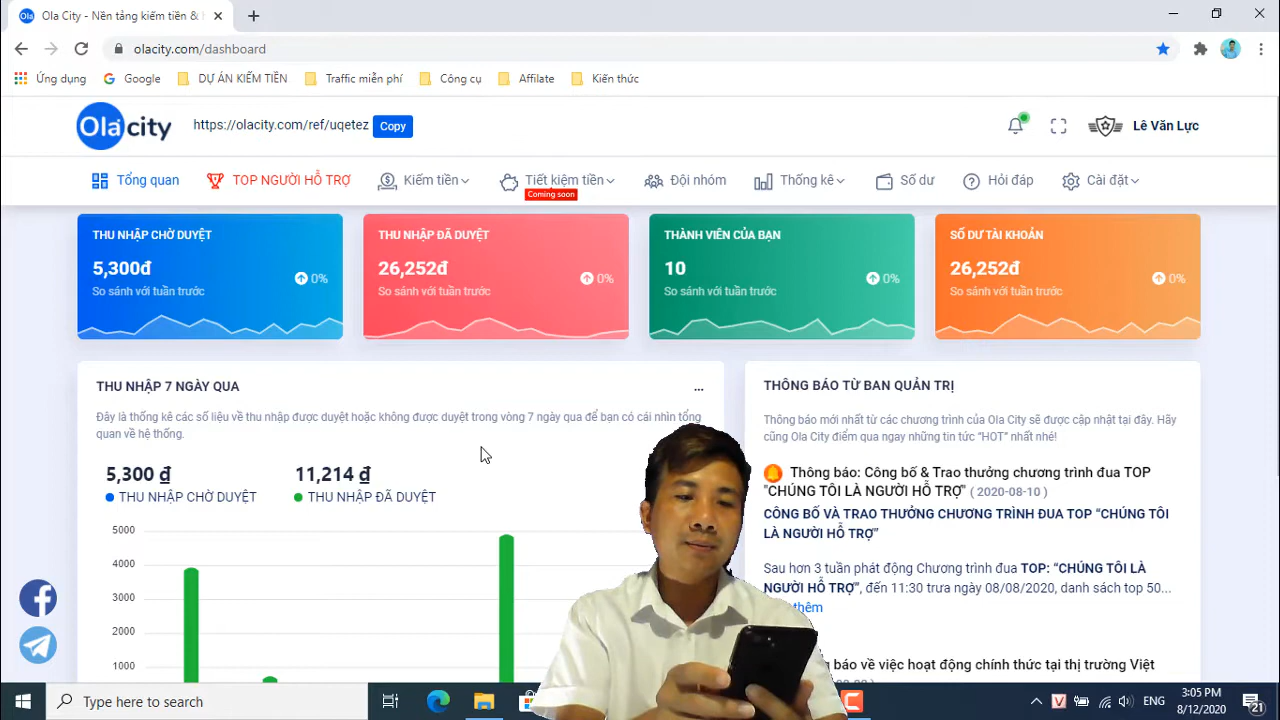 Ola City - Nền tảng kiếm tiền &
olacity.com/dashboard
Ứng dụng Google DỰ ÁN KIẾM TIỀN Traffic miễn phí Công cụ Affilate Kiến thức
Ola city https://olacity.com/ref/uqetez Copy Lê Văn Lực
Tổng quan TOP NGƯỜI HỖ TRỢ Kiếm tiền Tiết kiệm tiền Đội nhóm Thống kê Số dư Hỏi đáp Cài đặt
Coming soon
THU NHẬP CHỜ DUYỆT
5,300đ
0%
So sánh với tuần trước
THU NHẬP ĐÃ DUYỆT
26,252đ
0%
So sánh với tuần trước
THÀNH VIÊN CỦA BẠN
10
0%
So sánh với tuần trước
SỐ DƯ TÀI KHOẢN
26,252đ
0%
So sánh với tuần trước
THU NHẬP 7 NGÀY QUA
...
Đây là thống kê các số liệu về thu nhập được duyệt hoặc không được duyệt trong vòng 7 ngày qua để bạn có cái nhìn tổng
quan về hệ thống.
5,300 đ 11,214 đ
THU NHẬP CHỜ DUYỆT THU NHẬP ĐÃ DUYỆT
5000
4000
3000
2000
1000
THÔNG BÁO TỪ BAN QUẢN TRỊ
Thông báo mới nhất từ các chương trình của Ola City sẽ được cập nhật tại đây. Hãy
cũng Ola City điểm qua ngay những tin tức "HOT" nhất nhé!
Thông báo: Công bố & Trao thưởng chương trình đua TOP
"CHÚNG TÔI LÀ NGƯỜI HỖ TRỢ" ( 2020-08-10 )
CÔNG BỐ VÀ TRAO THƯỞNG CHƯƠNG TRÌNH ĐUA TOP “CHÚNG TÔI
LÀ NGƯỜI HỖ TRỢ”
Sau hơn 3 tuần phát động Chương trình đua TOP: “CHÚNG TÔI LÀ
NGƯỜI HỖ TRỢ”, đến 11:30 trưa ngày 08/08/2020, danh sách top 50...
thêm
báo về việc hoạt động chính thức tại thị trường Việt
Type here to search
ENG
3:05 PM
8/12/2020
21